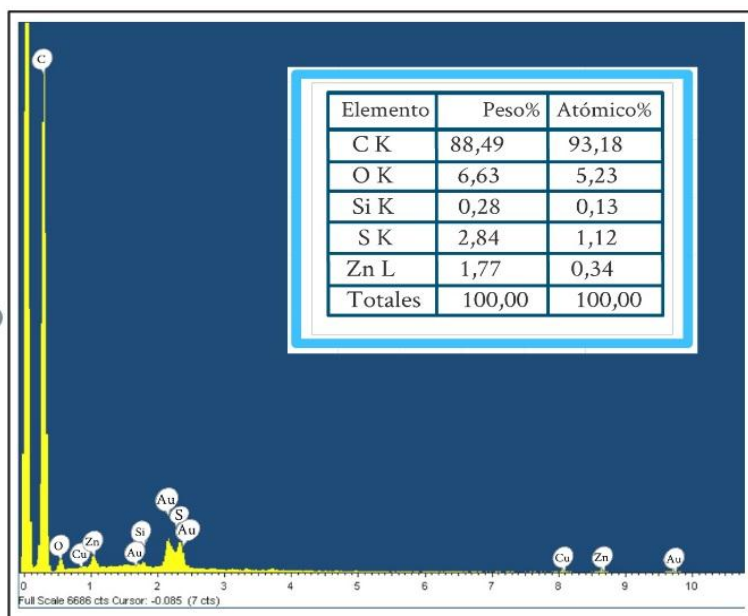 C
Elemento Peso% Atómico%
C K 88,49 93,18
O K 6,63 5,23
Si K 0,28 0,13
S K 2,84 1,12
Zn L 1,77 0,34
Totales 100,00 100,00
Au
S
Au
Si
Zn
O
Cu
Au
Cu
Zn
Au
0 1 2 3 4 5 6 7 8 9 10
Full Scale 6686 cts Cursor: -0.085 (7 cts)